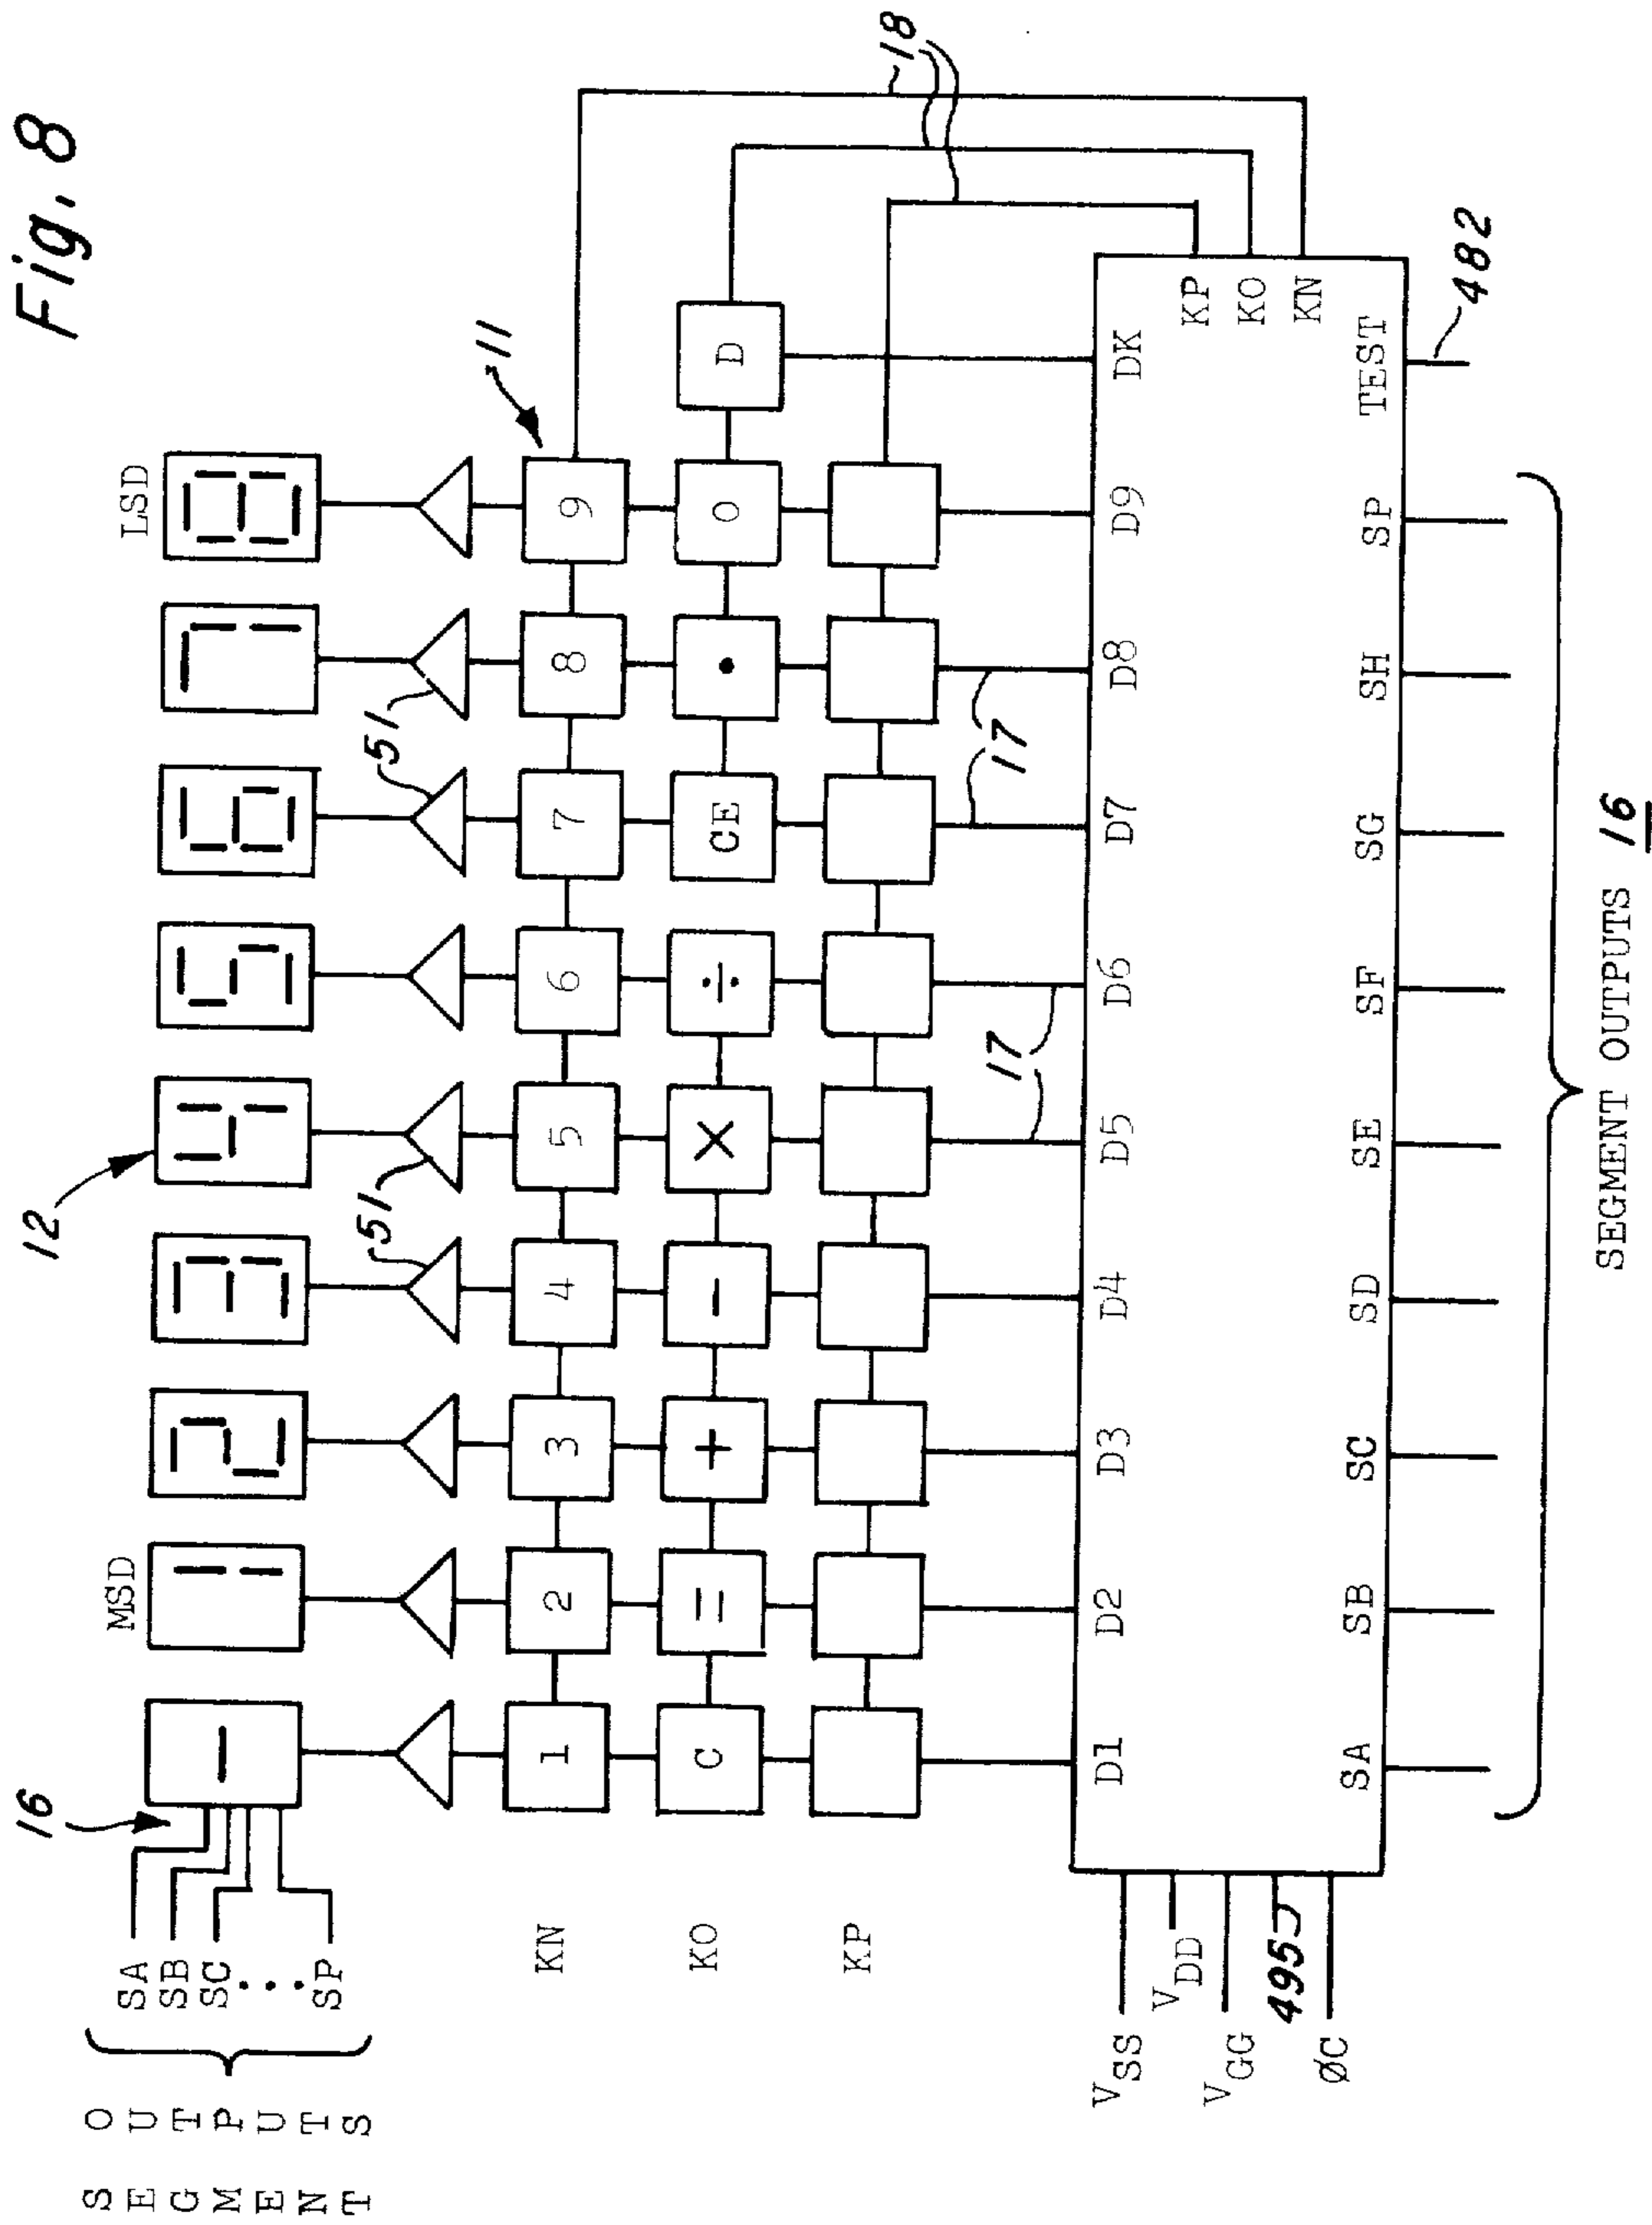 Fig. 8
SEGMENT OUTPUTS
SA
SB
SC
...
SP
16
12
MSD
LSD
51
51
11
KN
1 2 3 4 5 6 7 8 9
KO
C = + − × ÷ CE • 0 D
KP
17
17
18
D1 D2 D3 D4 D5 D6 D7 D8 D9 DK
KP
KO
KN
VSS
VDD
VGG
495
ØC
SA SB SC SD SE SF SG SH SP TEST
482
SEGMENT OUTPUTS 16